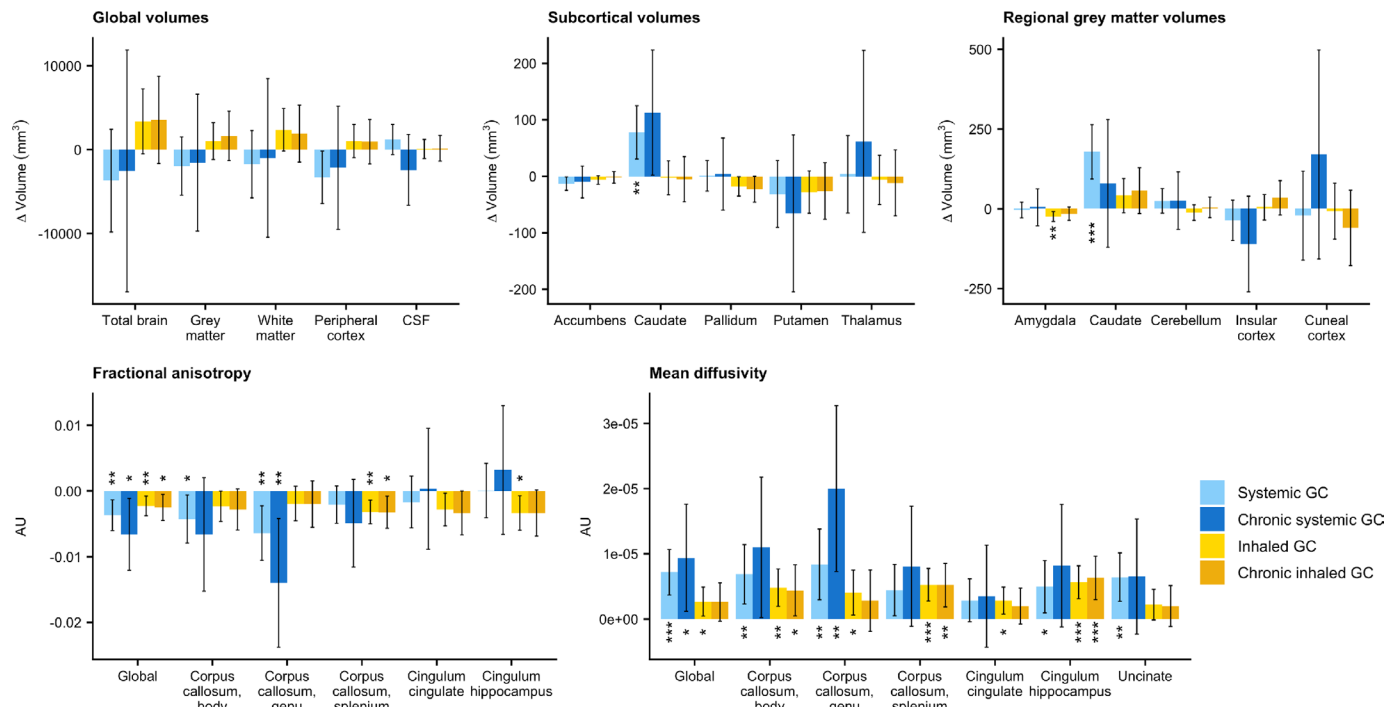 Global volumes
Δ Volume (mm³)
10000
0
-10000
Total brain
Grey
matter
White
matter
Peripheral
cortex
CSF
Subcortical volumes
Δ Volume (mm³)
200
100
0
-100
-200
**
Accumbens
Caudate
Pallidum
Putamen
Thalamus
Regional grey matter volumes
Δ Volume (mm³)
500
250
0
-250
**
***
Amygdala
Caudate
Cerebellum
Insular
cortex
Cuneal
cortex
Fractional anisotropy
AU
0.01
0.00
-0.01
-0.02
** * ** *
*
** **
** *
*
Global
Corpus
callosum,
body
Corpus
callosum,
genu
Corpus
callosum,
splenium
Cingulum
cingulate
Cingulum
hippocampus
Mean diffusivity
AU
3e-05
2e-05
1e-05
0e+00
*** * *
** ** *
** ** *
*** **
*
* *** ***
**
Global
Corpus
callosum,
body
Corpus
callosum,
genu
Corpus
callosum,
splenium
Cingulum
cingulate
Cingulum
hippocampus
Uncinate
Systemic GC
Chronic systemic GC
Inhaled GC
Chronic inhaled GC